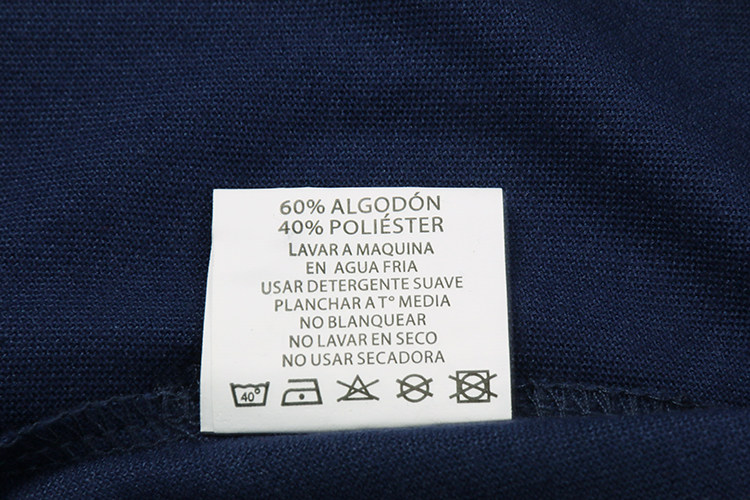 60% ALGODÓN
40% POLIÉSTER
LAVAR A MAQUINA
EN AGUA FRIA
USAR DETERGENTE SUAVE
PLANCHAR A T° MEDIA
NO BLANQUEAR
NO LAVAR EN SECO
NO USAR SECADORA
40°